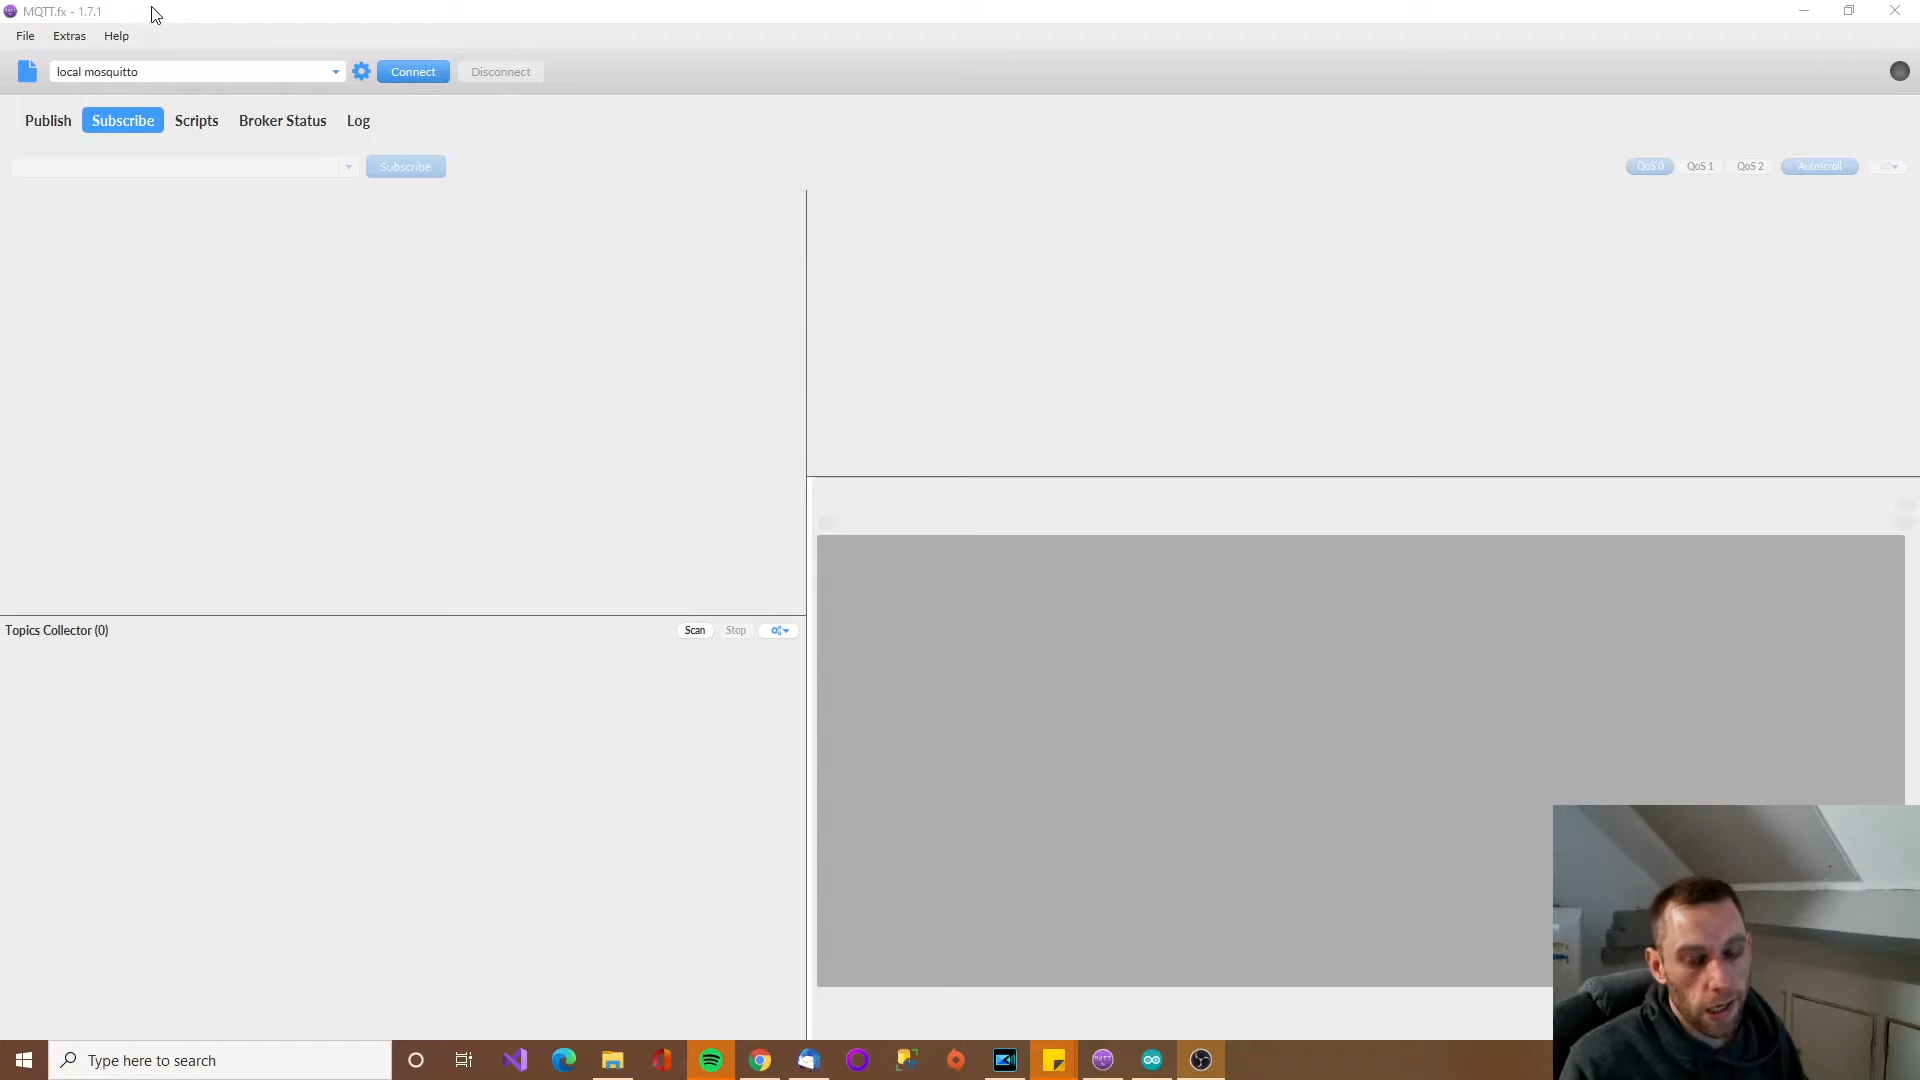 MQTT.fx - 1.7.1
File Extras Help
local mosquitto Connect Disconnect
Publish Subscribe Scripts Broker Status Log
Subscribe QoS 0 QoS 1 QoS 2 Autoscroll
Topics Collector (0) Scan Stop
Type here to search